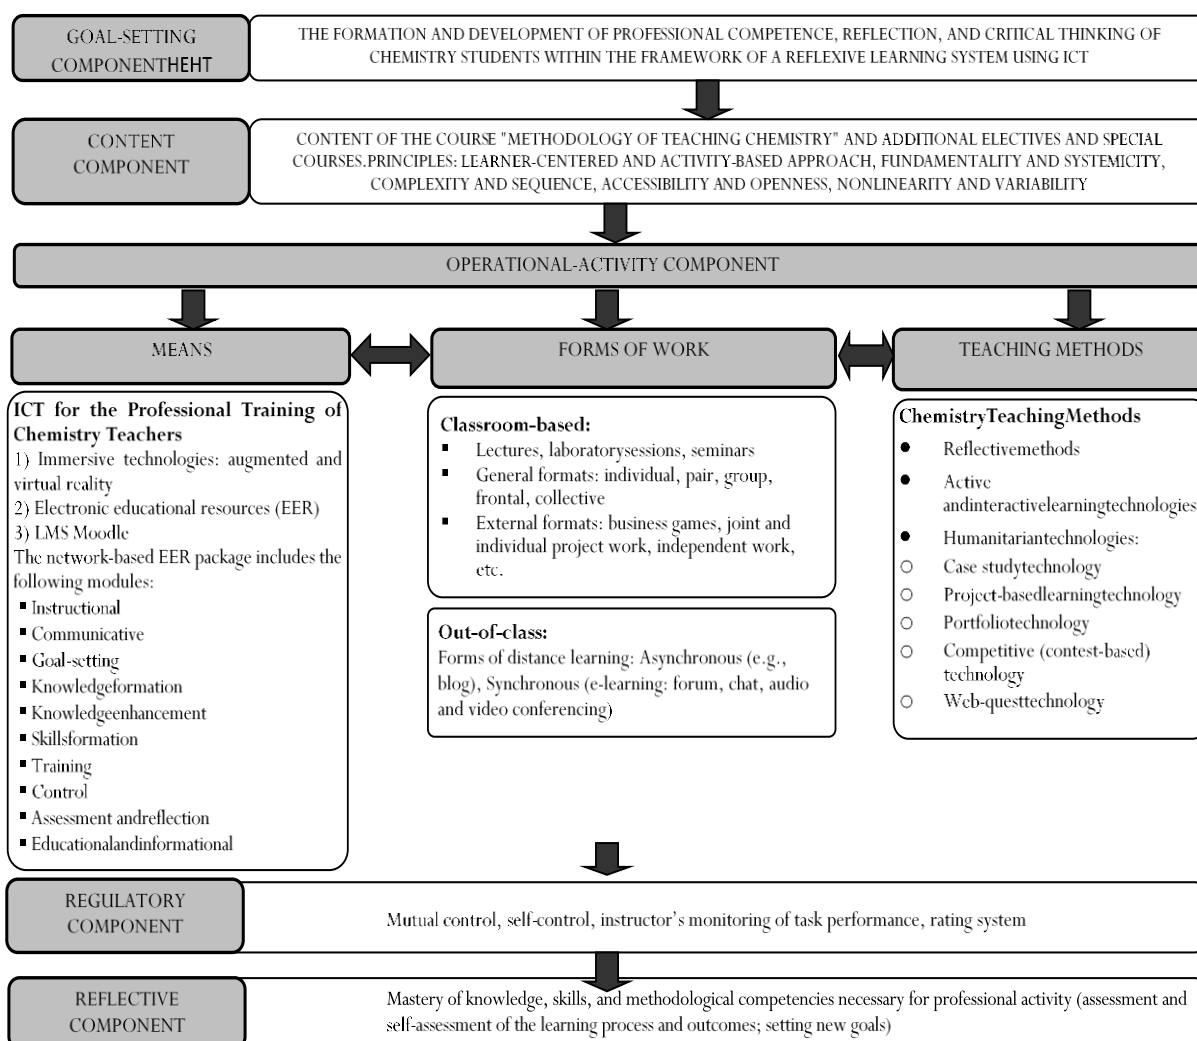 GOAL-SETTING
COMPONENTНЕНТ
THE FORMATION AND DEVELOPMENT OF PROFESSIONAL COMPETENCE, REFLECTION, AND CRITICAL THINKING OF
CHEMISTRY STUDENTS WITHIN THE FRAMEWORK OF A REFLEXIVE LEARNING SYSTEM USING ICT
CONTENT
COMPONENT
CONTENT OF THE COURSE "METHODOLOGY OF TEACHING CHEMISTRY" AND ADDITIONAL ELECTIVES AND SPECIAL
COURSES.PRINCIPLES: LEARNER-CENTERED AND ACTIVITY-BASED APPROACH, FUNDAMENTALITY AND SYSTEMICITY,
COMPLEXITY AND SEQUENCE, ACCESSIBILITY AND OPENNESS, NONLINEARITY AND VARIABILITY
OPERATIONAL-ACTIVITY COMPONENT
MEANS
FORMS OF WORK
TEACHING METHODS
ICT for the Professional Training of
Chemistry Teachers
1) Immersive technologies: augmented and
virtual reality
2) Electronic educational resources (EER)
3) LMS Moodle
The network-based EER package includes the
following modules:
▪ Instructional
▪ Communicative
▪ Goal-setting
▪ Knowledgeformation
▪ Knowledgeenhancement
▪ Skillsformation
▪ Training
▪ Control
▪ Assessment andreflection
▪ Educationalandinformational
Classroom-based:
▪ Lectures, laboratorysessions, seminars
▪ General formats: individual, pair, group,
frontal, collective
▪ External formats: business games, joint and
individual project work, independent work,
etc.
Out-of-class:
Forms of distance learning: Asynchronous (e.g.,
blog), Synchronous (e-learning: forum, chat, audio
and video conferencing)
ChemistryTeachingMethods
● Reflectivemethods
● Active
andinteractivelearningtechnologies
● Humanitariantechnologies:
○ Case studytechnology
○ Project-basedlearningtechnology
○ Portfoliotechnology
○ Competitive (contest-based)
technology
○ Web-questtechnology
REGULATORY
COMPONENT
Mutual control, self-control, instructor's monitoring of task performance, rating system
REFLECTIVE
COMPONENT
Mastery of knowledge, skills, and methodological competencies necessary for professional activity (assessment and
self-assessment of the learning process and outcomes; setting new goals)